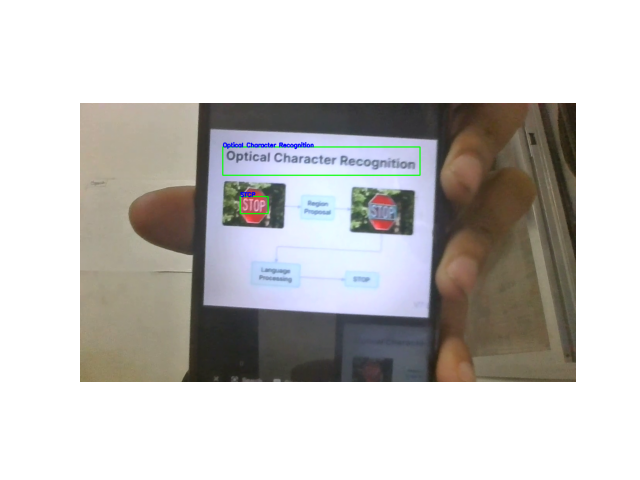 Optical Character Recognition
Optical Character Recognition
STOP
STOP
STOP
Region
Proposal
Language
Processing
STOP